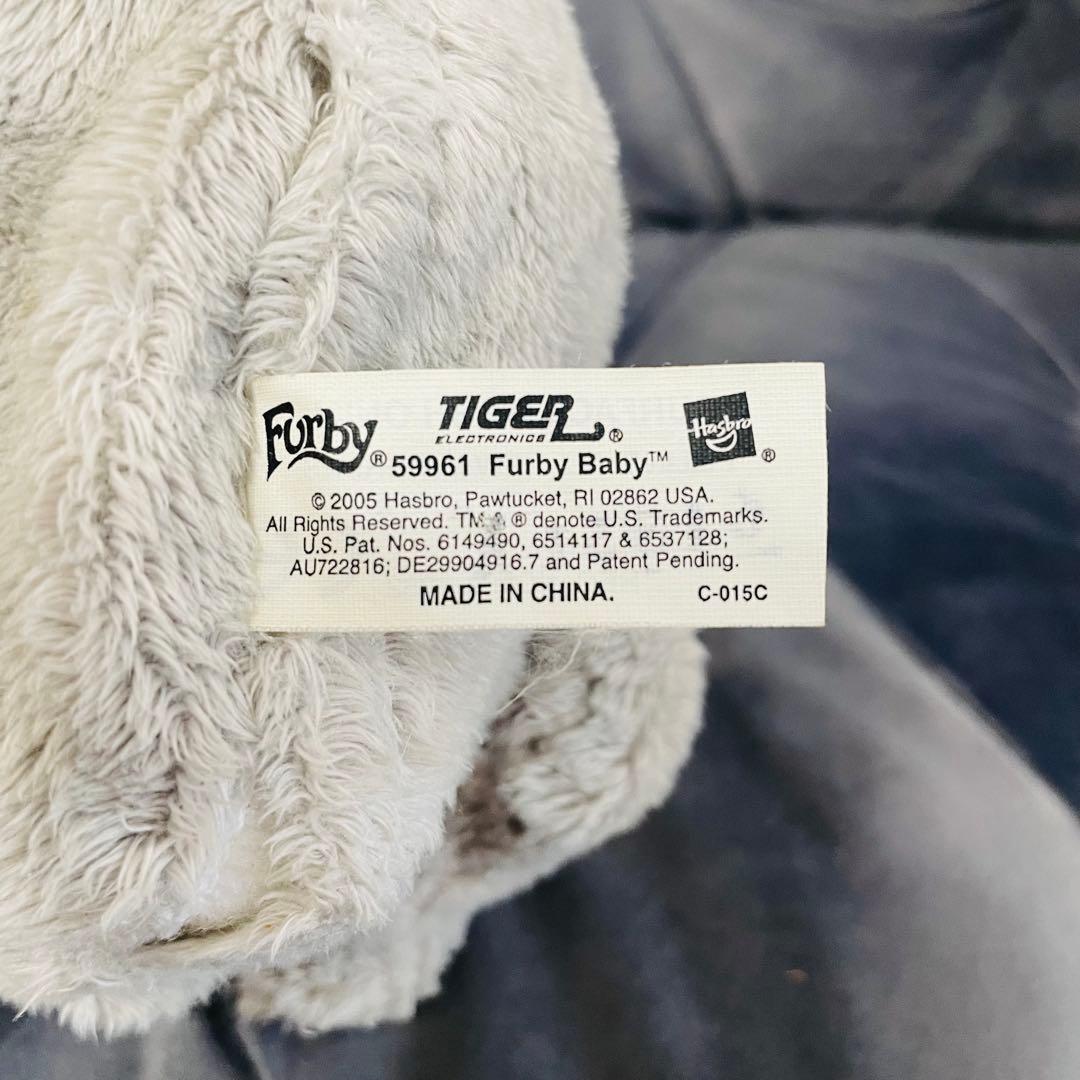 Furby® TIGER ELECTRONICS® Hasbro®
59961 Furby Baby™
© 2005 Hasbro, Pawtucket, RI 02862 USA.
All Rights Reserved. TM & ® denote U.S. Trademarks.
U.S. Pat. Nos. 6149490, 6514117 & 6537128;
AU722816; DE29904916.7 and Patent Pending.
MADE IN CHINA. C-015C